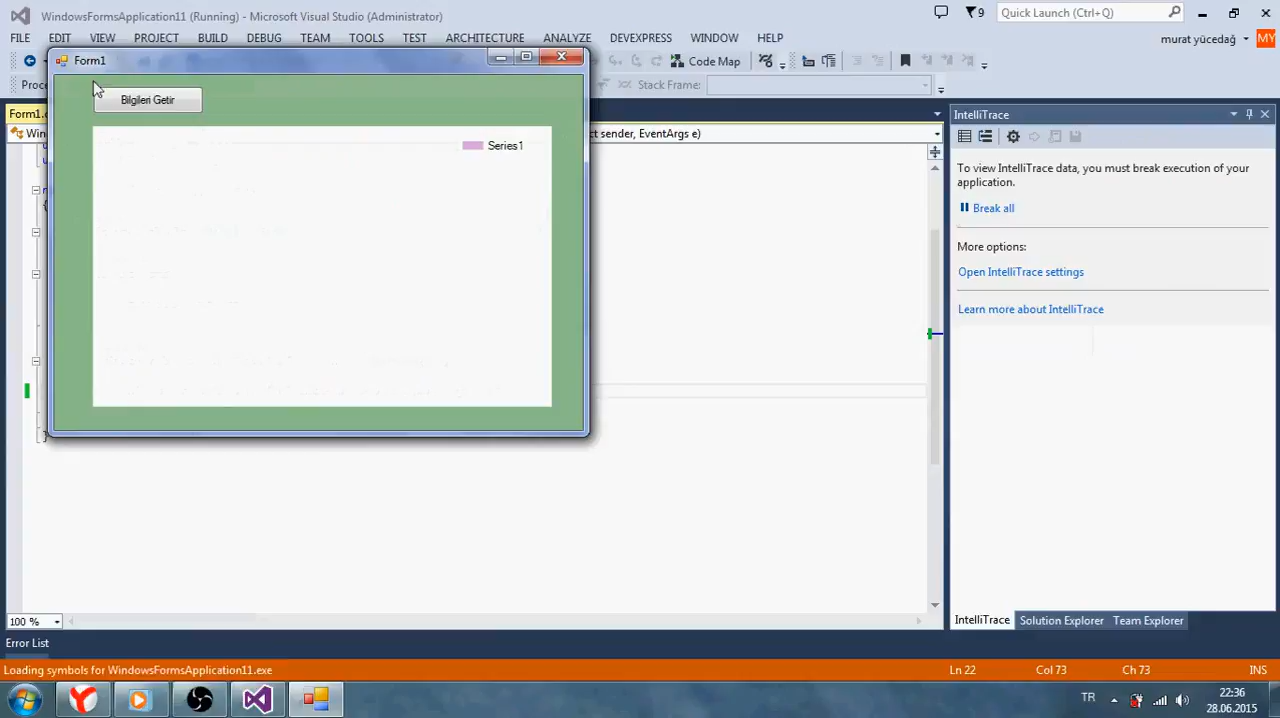 WindowsFormsApplication11 (Running) - Microsoft Visual Studio (Administrator)
9
Quick Launch (Ctrl+Q)
FILE EDIT VIEW PROJECT BUILD DEBUG TEAM TOOLS TEST ARCHITECTURE ANALYZE DEVEXPRESS WINDOW HELP
murat yücedağ
MY
Form1
Code Map
Stack Frame:
Bilgileri Getir
Series1
ct sender, EventArgs e)
IntelliTrace
To view IntelliTrace data, you must break execution of your
application.
Break all
More options:
Open IntelliTrace settings
Learn more about IntelliTrace
100 %
IntelliTrace Solution Explorer Team Explorer
Error List
Loading symbols for WindowsFormsApplication11.exe
Ln 22 Col 73 Ch 73 INS
TR
22:36
28.06.2015